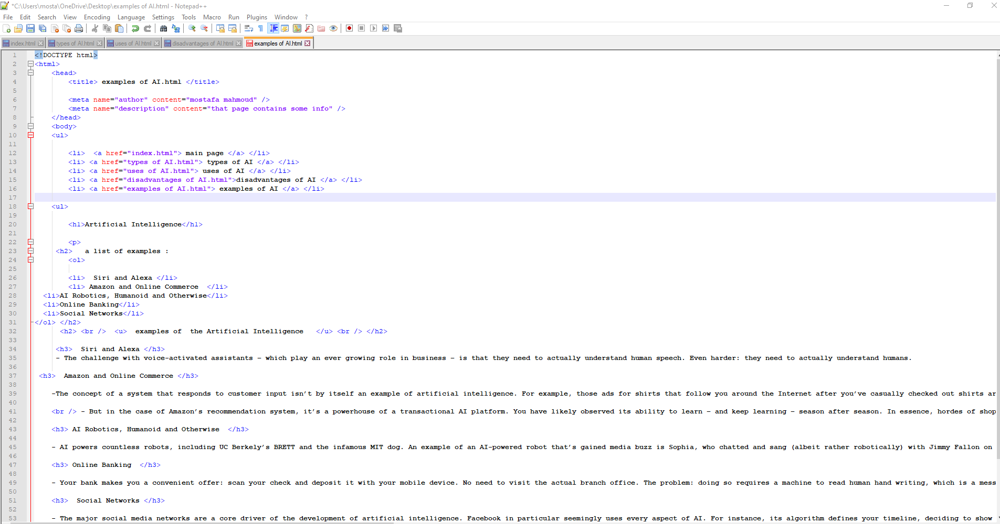 *C:\Users\mosta\OneDrive\Desktop\examples of AI.html - Notepad++
File Edit Search View Encoding Language Settings Tools Macro Run Plugins Window ?
index.html types of AI.html uses of AI.html disadvantages of AI.html examples of AI.html
1 <!DOCTYPE html>
2 <html>
3 <head>
4 <title> examples of AI.html </title>
5
6 <meta name="author" content="mostafa mahmoud" />
7 <meta name="description" content="that page contains some info" />
8 </head>
9 <body>
10 <ul>
11
12 <li>  <a href="index.html"> main page </a> </li>
13 <li> <a href="types of AI.html"> types of AI </a> </li>
14 <li> <a href="uses of AI.html"> uses of AI </a> </li>
15 <li> <a href="disadvantages of AI.html">disadvantages of AI </a> </li>
16 <li> <a href="examples of AI.html"> examples of AI </a> </li>
17
18 <ul>
19
20 <h1>Artificial Intelligence</h1>
21
22 <p>
23 <h2>   a list of examples :
24 <ol>
25
26 <li>  Siri and Alexa </li>
27 <li> Amazon and Online Commerce  </li>
28 <li>AI Robotics, Humanoid and Otherwise</li>
29 <li>Online Banking</li>
30 <li>Social Networks</li>
31 </ol> </h2>
32 <h2> <br />  <u>  examples of  the Artificial Intelligence   </u> <br /> </h2>
33
34 <h3>  Siri and Alexa </h3>
35 - The challenge with voice-activated assistants – which play an ever growing role in business – is that they need to actually understand human speech. Even harder: they need to actually understand humans.
36
37 <h3>  Amazon and Online Commerce </h3>
38
39 -The concept of a system that responds to customer input isn’t by itself an example of artificial intelligence. For example, those ads for shirts that follow you around the Internet after you’ve casually checked out shirts ar
40
41 <br /> - But in the case of Amazon’s recommendation system, it’s a powerhouse of a transactional AI platform. You have likely observed its ability to learn – and keep learning – season after season. In essence, hordes of shop
42
43 <h3> AI Robotics, Humanoid and Otherwise  </h3>
44
45 - AI powers countless robots, including UC Berkely’s BRETT and the infamous MIT dog. An example of an AI-powered robot that’s gained media buzz is Sophia, who chatted and sang (albeit rather robotically) with Jimmy Fallon on
46
47 <h3> Online Banking  </h3>
48
49 - Your bank makes you a convenient offer: scan your check and deposit it with your mobile device. No need to visit the actual branch office. The problem: doing so requires a machine to read human hand writing, which is a mess
50
51 <h3>  Social Networks </h3>
52
53 - The major social media networks are a core driver of the development of artificial intelligence. Facebook in particular seemingly uses every aspect of AI. For instance, its algorithm defines your timeline, deciding to show